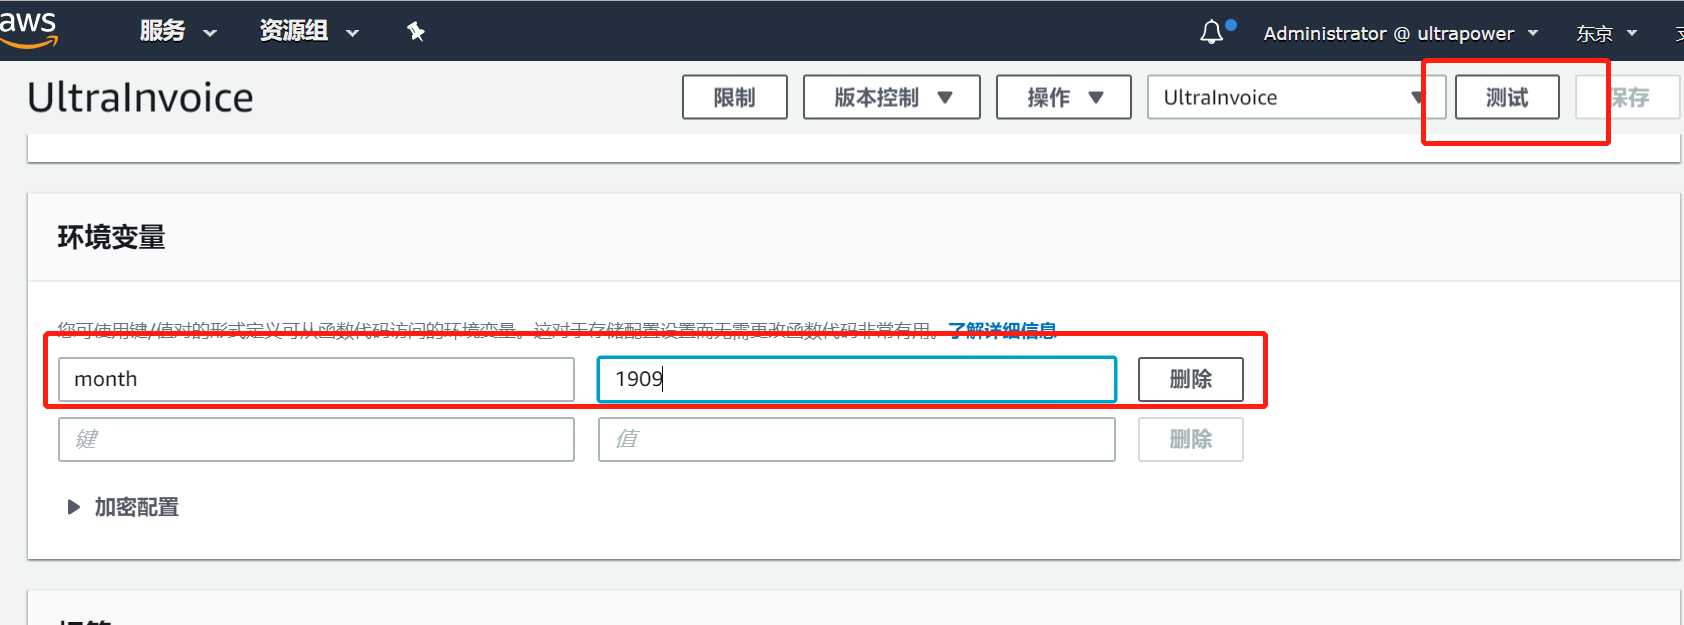 aws 服务 资源组 Administrator @ ultrapower 东京
UltraInvoice 限制 版本控制 操作 UltraInvoice 测试 保存
环境变量
您可使用键/值对的形式定义可从函数代码访问的环境变量。这对于存储配置设置而无需更改函数代码非常有用。了解详细信息
month 1909 删除
键 值 删除
加密配置